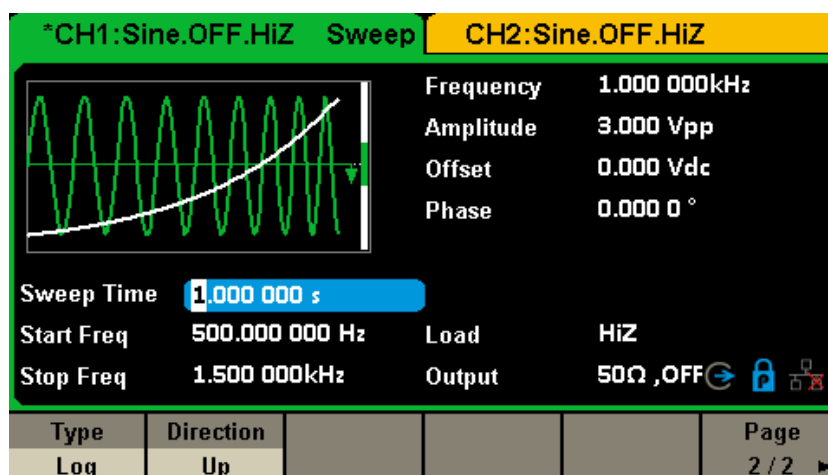 *CH1:Sine.OFF.HiZ Sweep CH2:Sine.OFF.HiZ
Frequency 1.000 000kHz
Amplitude 3.000 Vpp
Offset 0.000 Vdc
Phase 0.000 0 °
Sweep Time 1.000 000 s
Start Freq 500.000 000 Hz Load HiZ
Stop Freq 1.500 000kHz Output 50Ω ,OFF P
Type Direction Page
Log Up 2/2